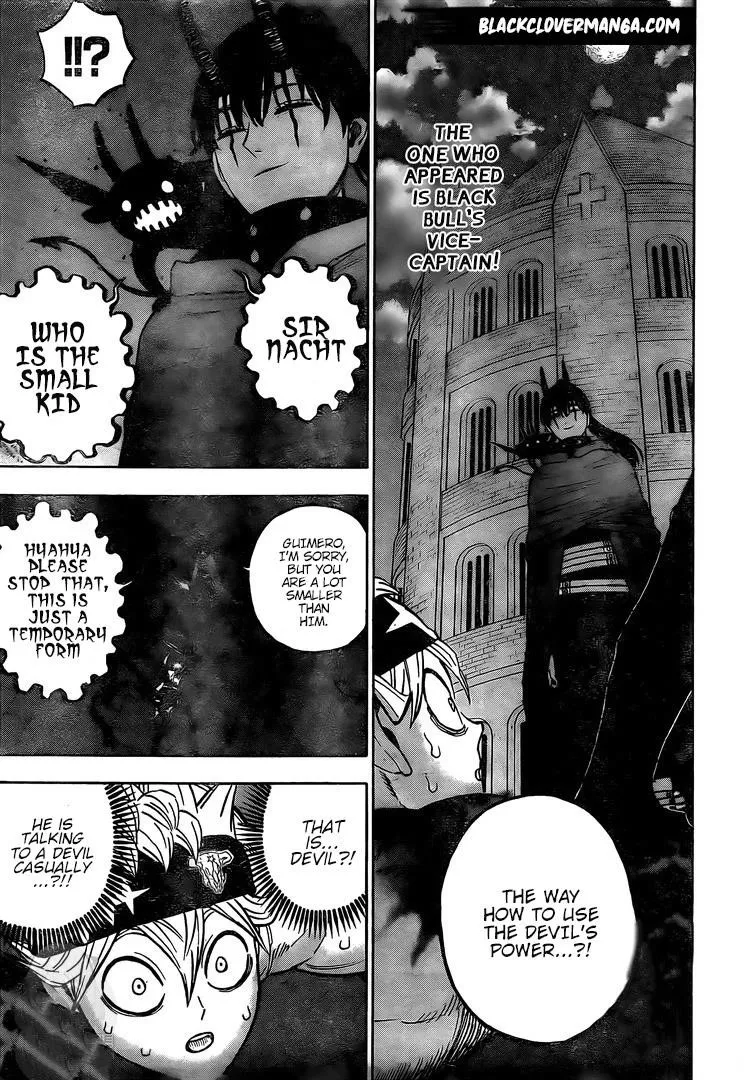 BLACKCLOVERMANGA.COM
THE
ONE WHO
APPEARED
IS BLACK
BULL'S
VICE-
CAPTAIN!
THE WAY
HOW TO USE
THE DEVIL'S
POWER...?!
!!?
SIR
NACHT
WHO
IS THE
SMALL
KID
GUIMERO,
I'M SORRY,
BUT YOU
ARE A LOT
SMALLER
THAN
HIM.
HYAHYA
PLEASE
STOP THAT,
THIS IS
JUST A
TEMPORARY
FORM
THAT
IS...
DEVIL?!
HE IS
TALKING
TO A DEVIL
CASUALLY
...?!!